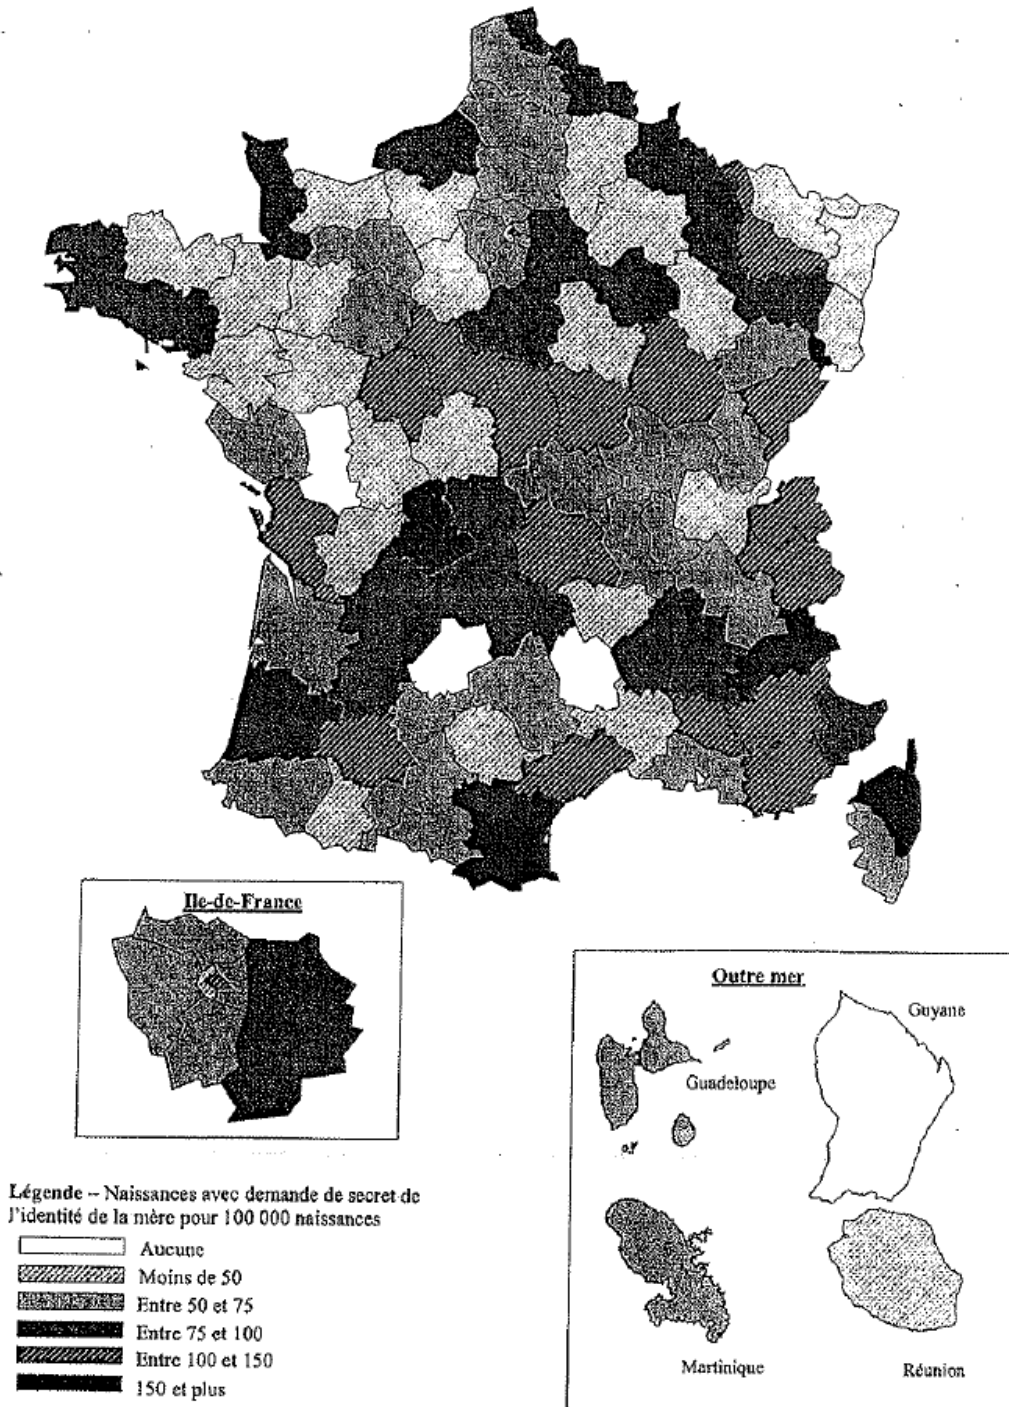 Ile-de-France
Outre mer
Guyane
Guadeloupe
Martinique
Réunion
Légende – Naissances avec demande de secret de
l'identité de la mère pour 100 000 naissances
Aucune
Moins de 50
Entre 50 et 75
Entre 75 et 100
Entre 100 et 150
150 et plus